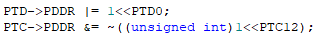 PTD->PDDR |= 1<<PTD0;
PTC->PDDR &= ~((unsigned int)1<<PTC12);